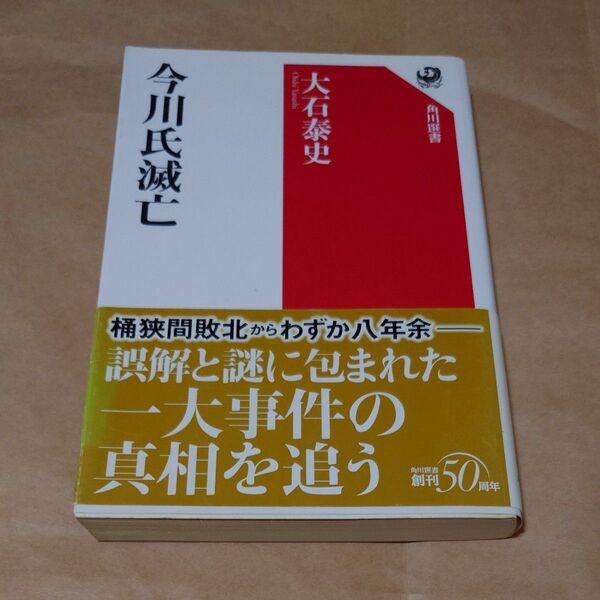 今川氏滅亡
大石泰史
Oishi Yasushi
角川選書
桶狭間敗北からわずか八年余──
誤解と謎に包まれた
一大事件の
真相を追う
角川選書
創刊50周年